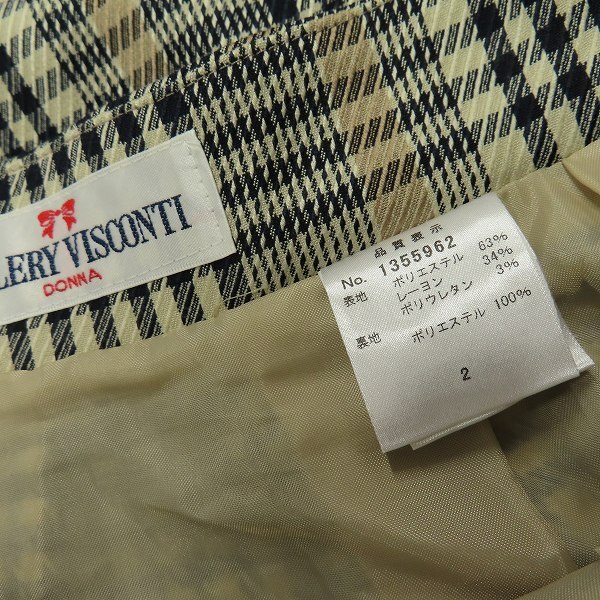 LERY VISCONTI
DONNA
品質表示
No. 1355962
表地 ポリエステル 63%
レーヨン 34%
ポリウレタン 3%
裏地 ポリエステル 100%
2